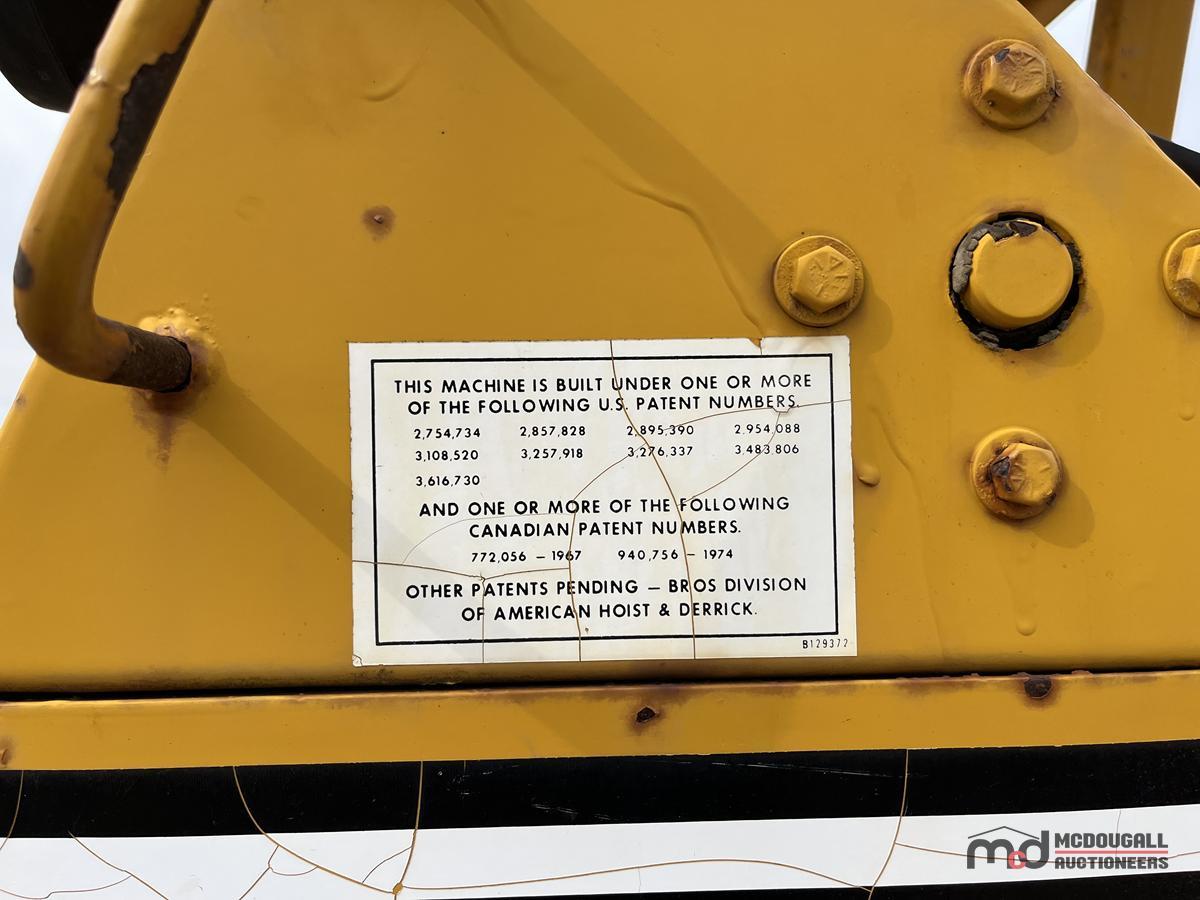 THIS MACHINE IS BUILT UNDER ONE OR MORE
OF THE FOLLOWING U.S. PATENT NUMBERS.
2,754,734 2,857,828 2,895,390 2,954,088
3,108,520 3,257,918 3,276,337 3,483,806
3,616,730
AND ONE OR MORE OF THE FOLLOWING
CANADIAN PATENT NUMBERS.
772,056 — 1967 940,756 — 1974
OTHER PATENTS PENDING — BROS DIVISION
OF AMERICAN HOIST & DERRICK.
B129372
mcd MCDOUGALL
AUCTIONEERS